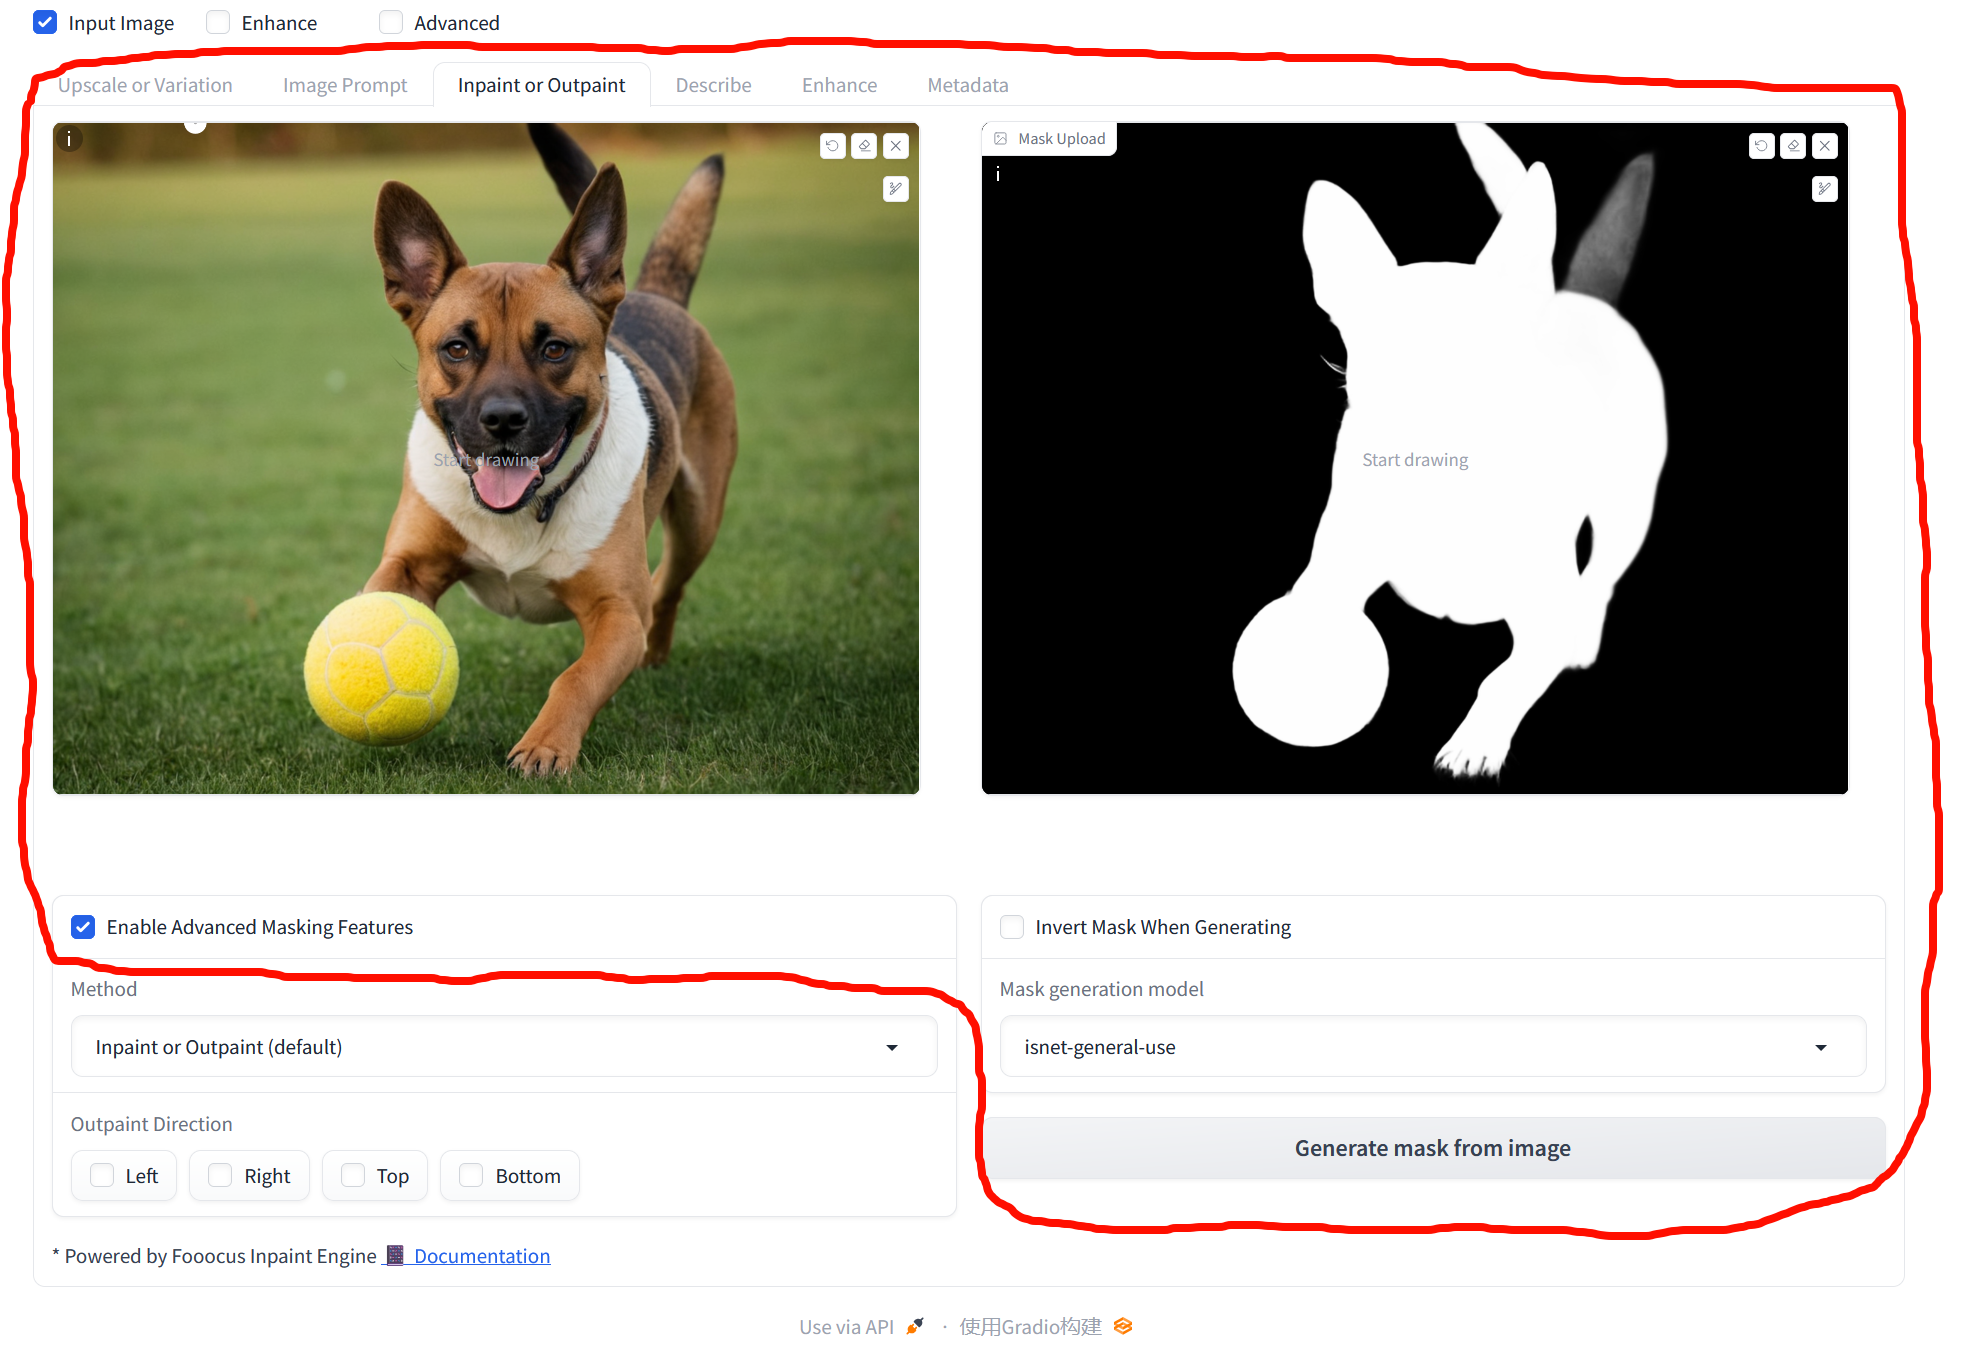 Input Image Enhance Advanced
Upscale or Variation Image Prompt Inpaint or Outpaint Describe Enhance Metadata
i
Start drawing
Mask Upload
i
Start drawing
Enable Advanced Masking Features
Method
Inpaint or Outpaint (default)
Outpaint Direction
Left Right Top Bottom
* Powered by Fooocus Inpaint Engine Documentation
Invert Mask When Generating
Mask generation model
isnet-general-use
Generate mask from image
Use via API · 使用Gradio构建